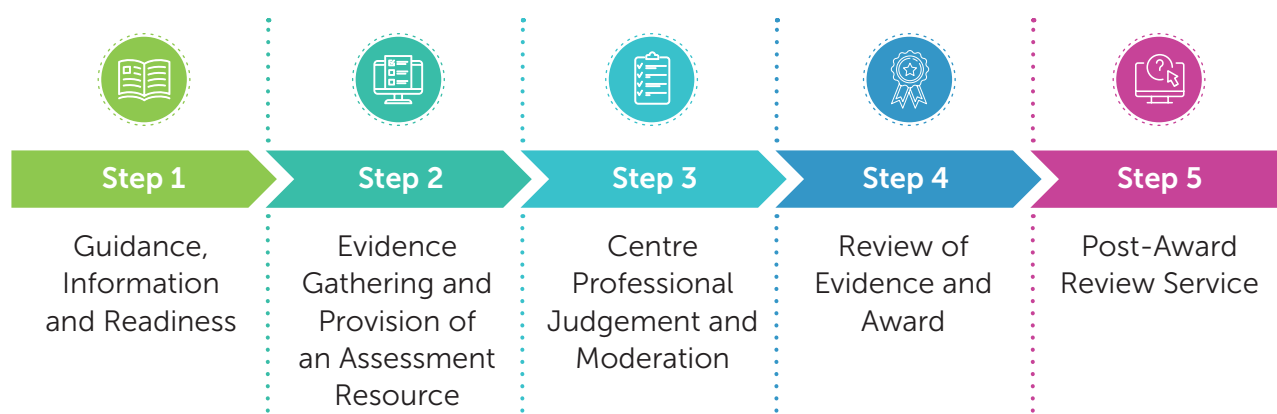 Step 1
Guidance,
Information
and Readiness
Step 2
Evidence
Gathering and
Provision of
an Assessment
Resource
Step 3
Centre
Professional
Judgement and
Moderation
Step 4
Review of
Evidence and
Award
Step 5
Post-Award
Review Service